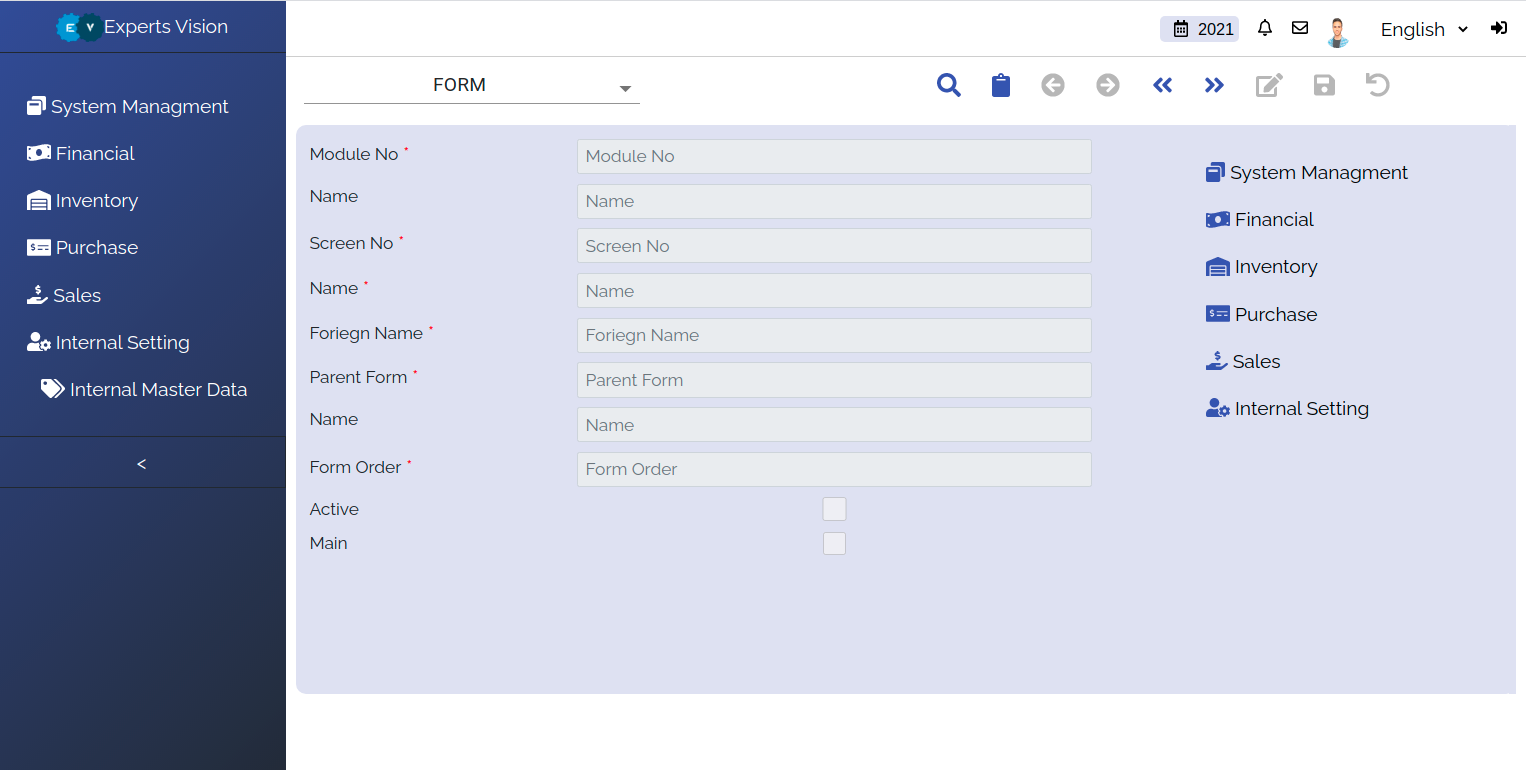 E V Experts Vision
2021
English
System Managment
Financial
Inventory
Purchase
Sales
Internal Setting
Internal Master Data
<
FORM
Module No *
Module No
Name
Name
Screen No *
Screen No
Name *
Name
Foriegn Name *
Foriegn Name
Parent Form *
Parent Form
Name
Name
Form Order *
Form Order
Active
Main
System Managment
Financial
Inventory
Purchase
Sales
Internal Setting